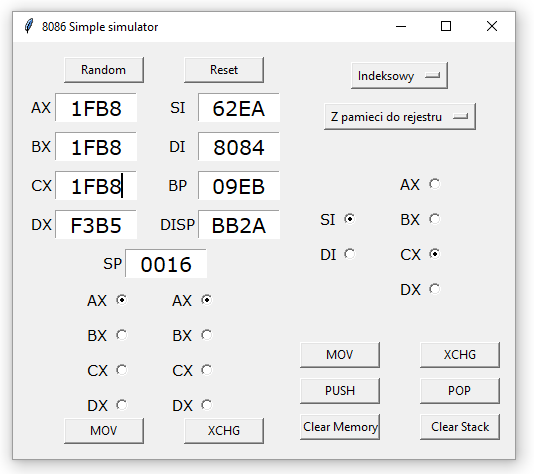 8086 Simple simulator
Random Reset Indeksowy
Z pamieci do rejestru
AX 1FB8 SI 62EA
BX 1FB8 DI 8084
CX 1FB8 BP 09EB
DX F3B5 DISP BB2A
SP 0016
AX AX
BX BX
CX CX
DX DX
MOV XCHG
SI
DI
AX
BX
CX
DX
MOV XCHG
PUSH POP
Clear Memory Clear Stack